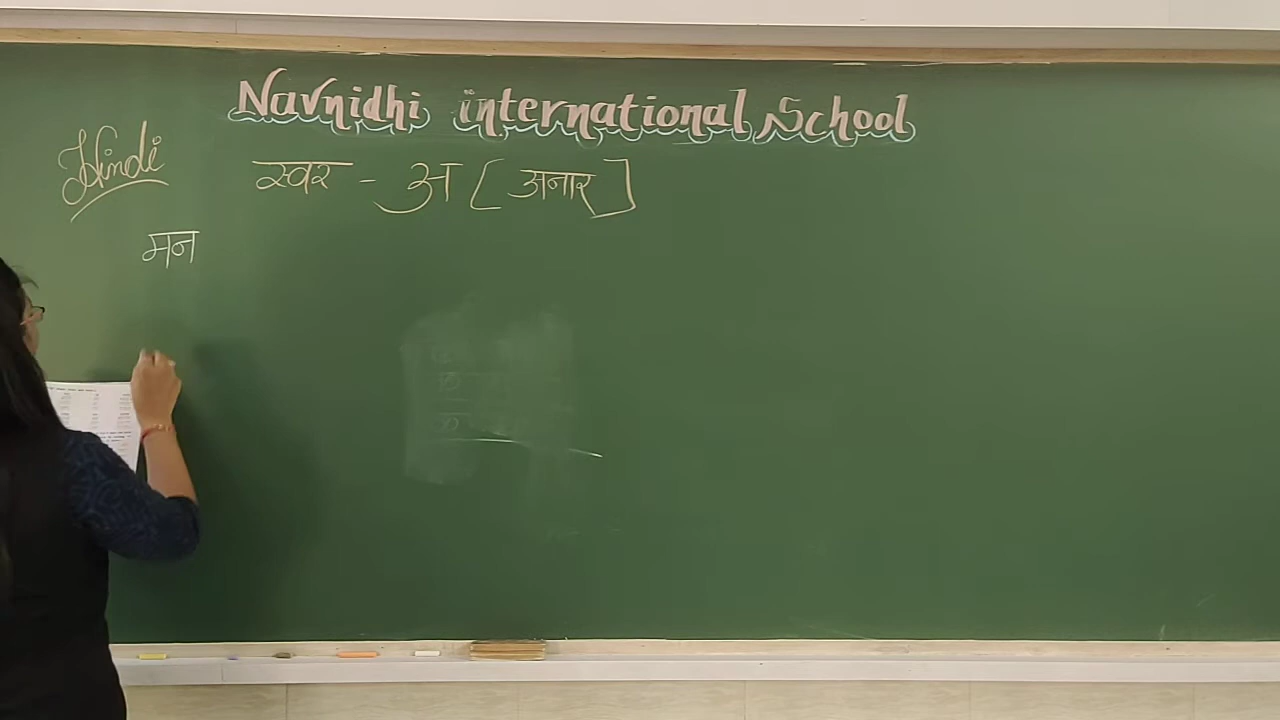 Navnidhi international School
Hindi
स्वर - अ [ अनार ]
मन